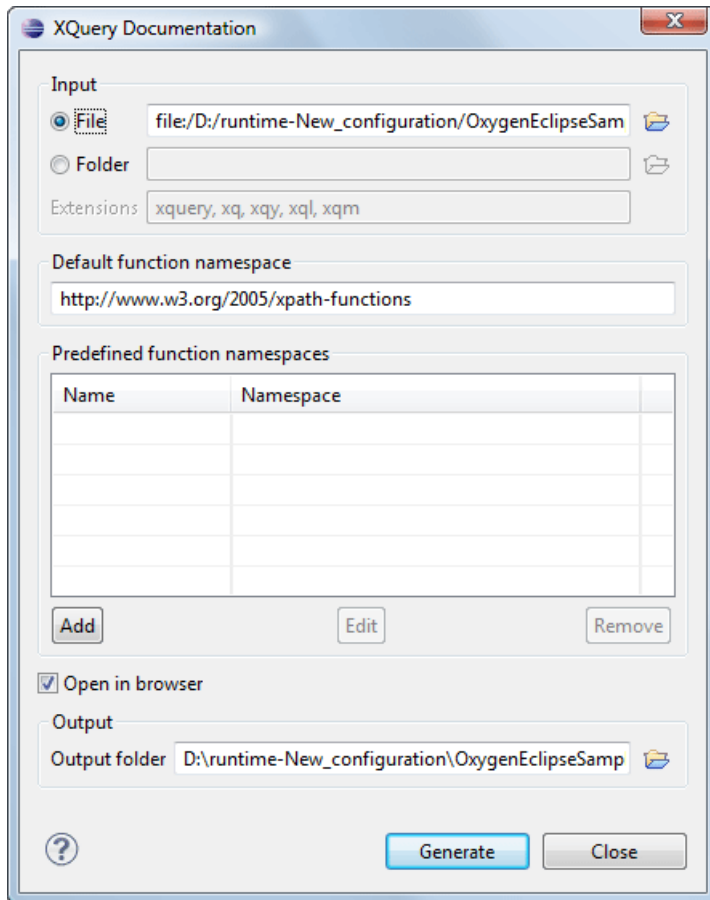 XQuery Documentation
Input
File file:/D:/runtime-New_configuration/OxygenEclipseSam
Folder
Extensions xquery, xq, xqy, xql, xqm
Default function namespace
http://www.w3.org/2005/xpath-functions
Predefined function namespaces
Name Namespace
Add Edit Remove
Open in browser
Output
Output folder D:\runtime-New_configuration\OxygenEclipseSamp
? Generate Close